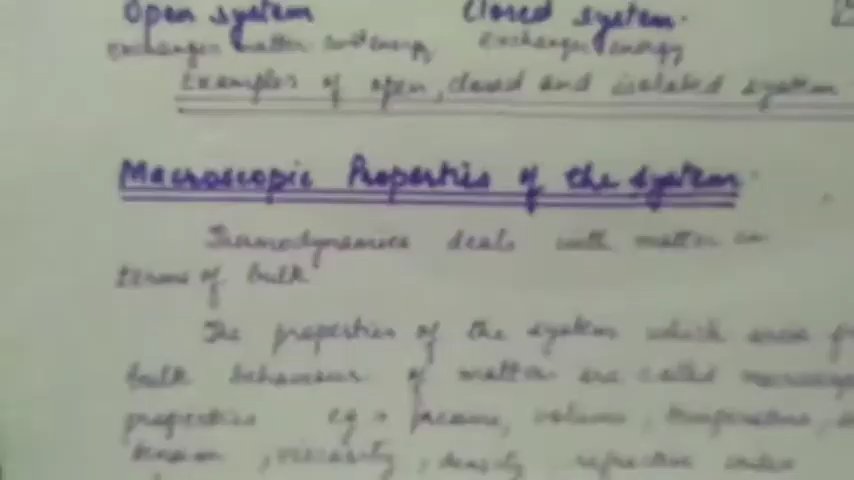 Open system Closed system.
exchanges matter and energy exchanges energy
Examples of open, closed and isolated system
Macroscopic Properties of the system.
Thermodynamics deals with matter in
terms of bulk
The properties of the system which arise
bulk behaviour of matter are called
properties eg → pressure, volume, temperature,
tension, viscosity, density refractive index